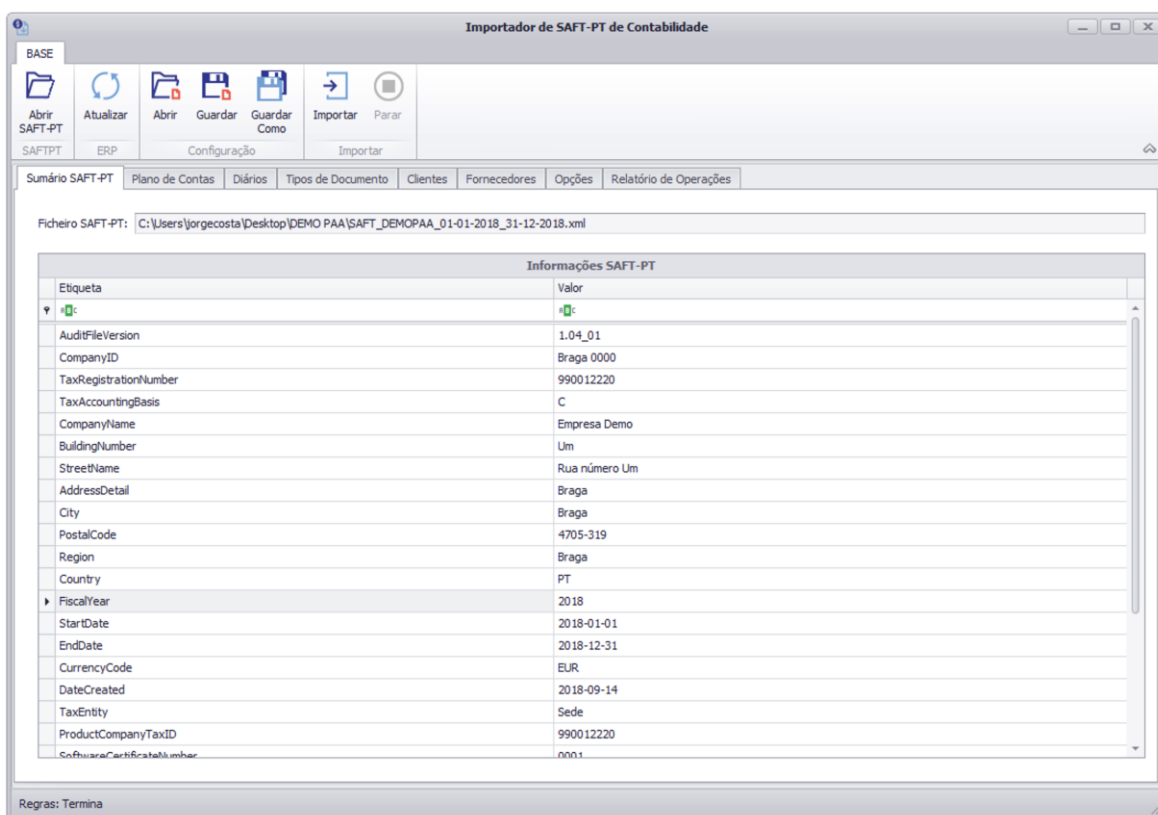 Importador de SAFT-PT de Contabilidade
BASE
Abrir SAFT-PT
Atualizar
Abrir
Guardar
Guardar Como
Importar
Parar
SAFTPT
ERP
Configuração
Importar
Sumário SAFT-PT
Plano de Contas
Diários
Tipos de Documento
Clientes
Fornecedores
Opções
Relatório de Operações
Ficheiro SAFT-PT: C:\Users\jorgecosta\Desktop\DEMO PAA\SAFT_DEMOPAA_01-01-2018_31-12-2018.xml
Informações SAFT-PT
Etiqueta Valor
AuditFileVersion 1.04_01
CompanyID Braga 0000
TaxRegistrationNumber 990012220
TaxAccountingBasis C
CompanyName Empresa Demo
BuildingNumber Um
StreetName Rua número Um
AddressDetail Braga
City Braga
PostalCode 4705-319
Region Braga
Country PT
FiscalYear 2018
StartDate 2018-01-01
EndDate 2018-12-31
CurrencyCode EUR
DateCreated 2018-09-14
TaxEntity Sede
ProductCompanyTaxID 990012220
SoftwareCertificateNumber 0001
Regras: Termina